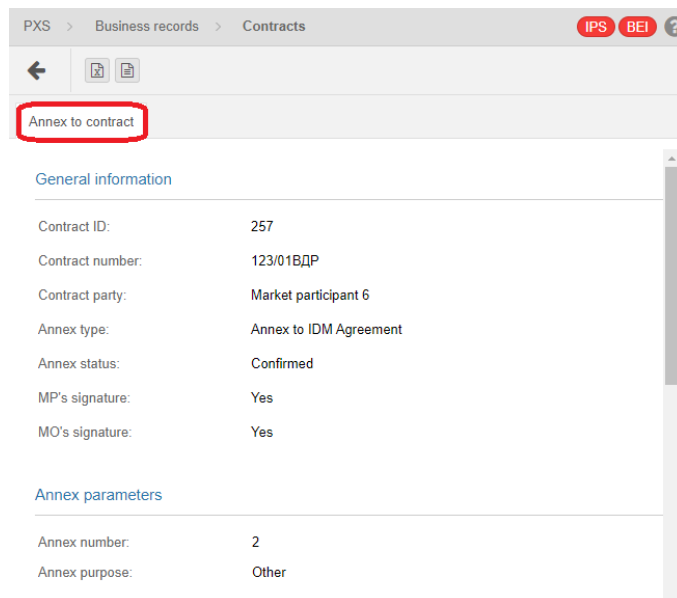 PXS > Business records > Contracts IPS BEI ?
Annex to contract
General information
Contract ID: 257
Contract number: 123/01ВДР
Contract party: Market participant 6
Annex type: Annex to IDM Agreement
Annex status: Confirmed
MP's signature: Yes
MO's signature: Yes
Annex parameters
Annex number: 2
Annex purpose: Other